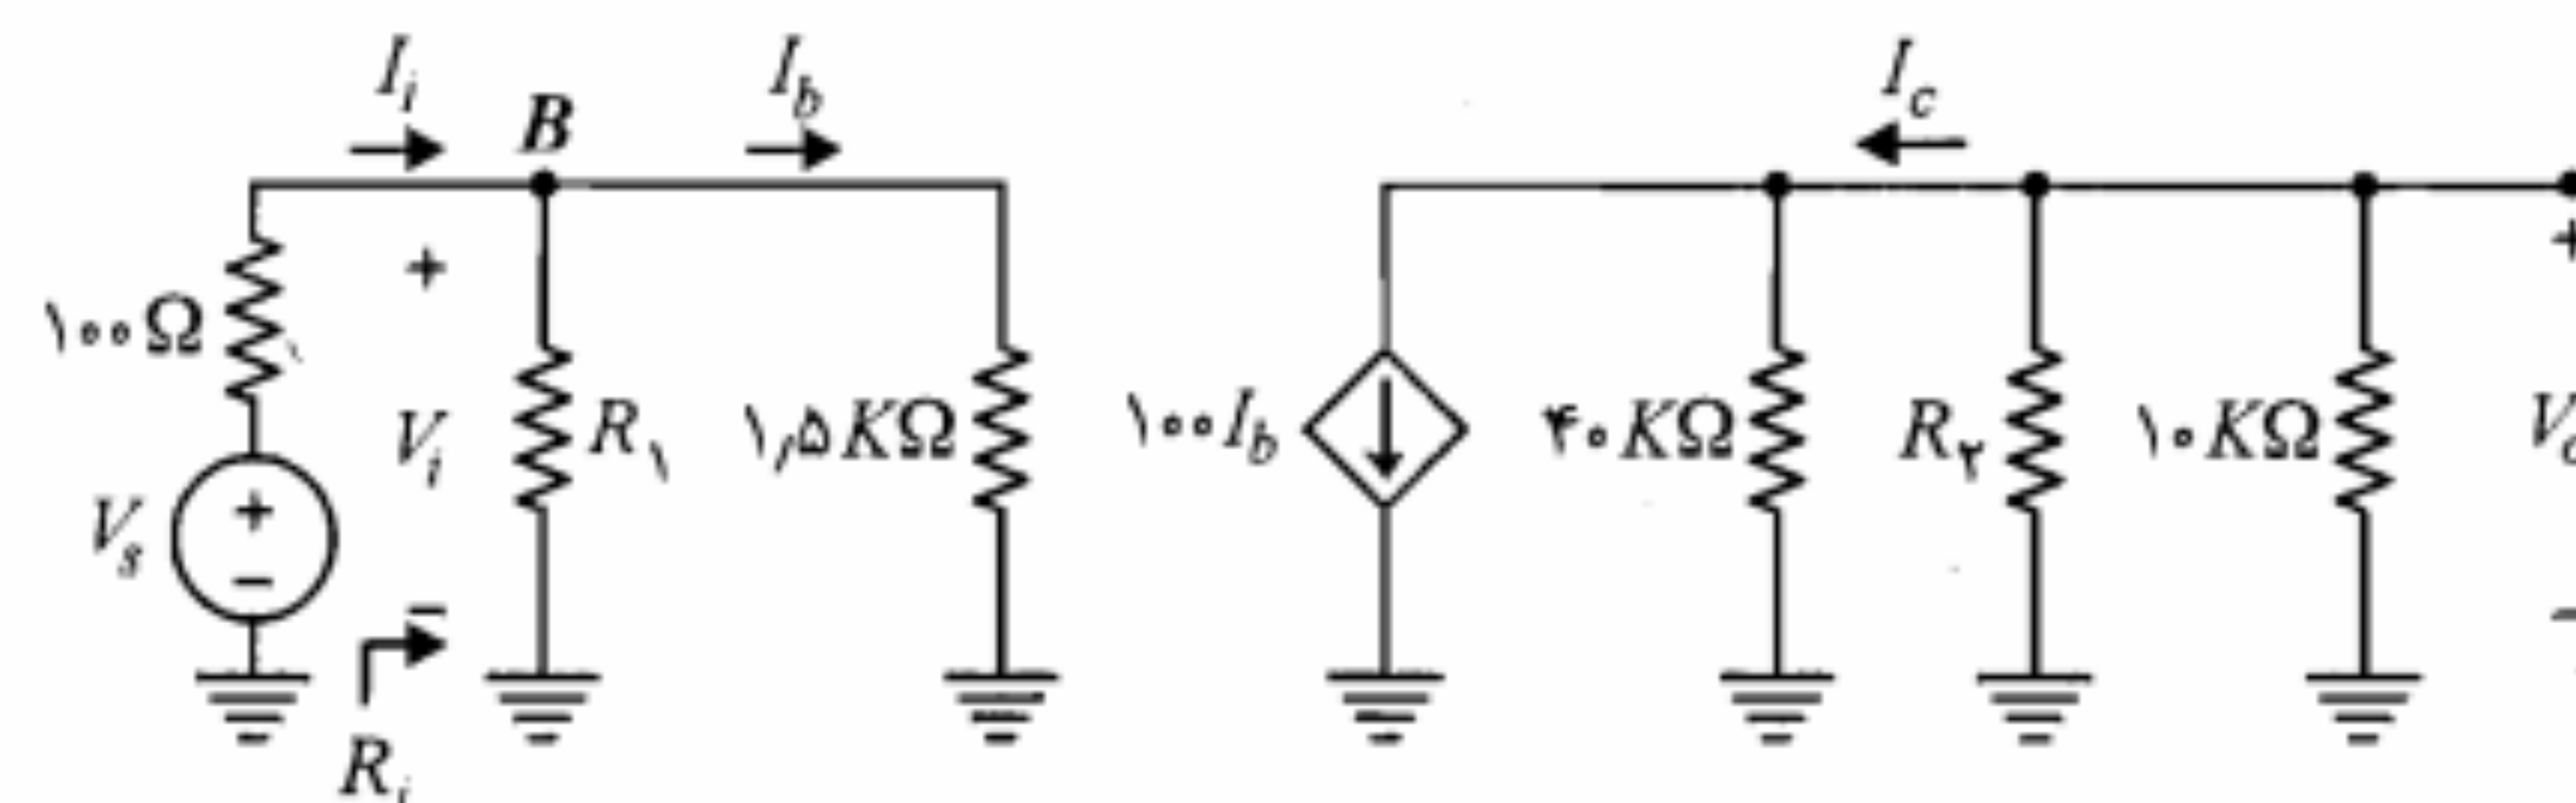 I_i
B
I_b
I_c
+
۱۰۰Ω
V_i
R_۱
۱٫۵KΩ
۱۰۰I_b
۴۰KΩ
R_۲
۱۰KΩ
+
V_s
+
−
−
−
R_i